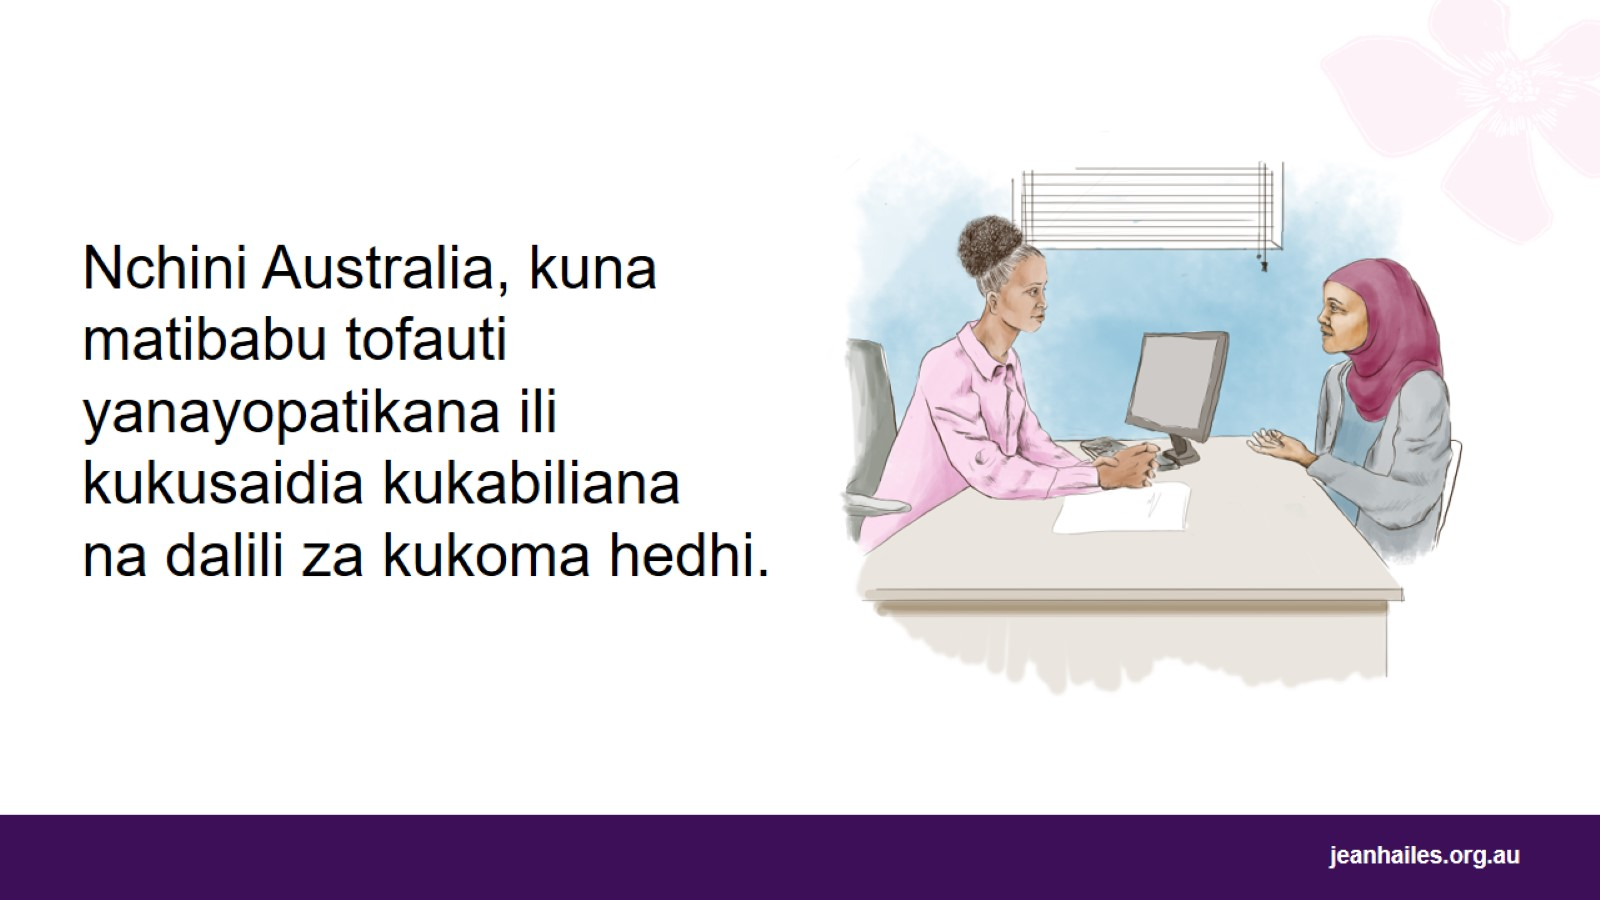 Nchini Australia, kuna
matibabu tofauti
yanayopatikana ili
kukusaidia kukabiliana
na dalili za kukoma hedhi.
jeanhailes.org.au